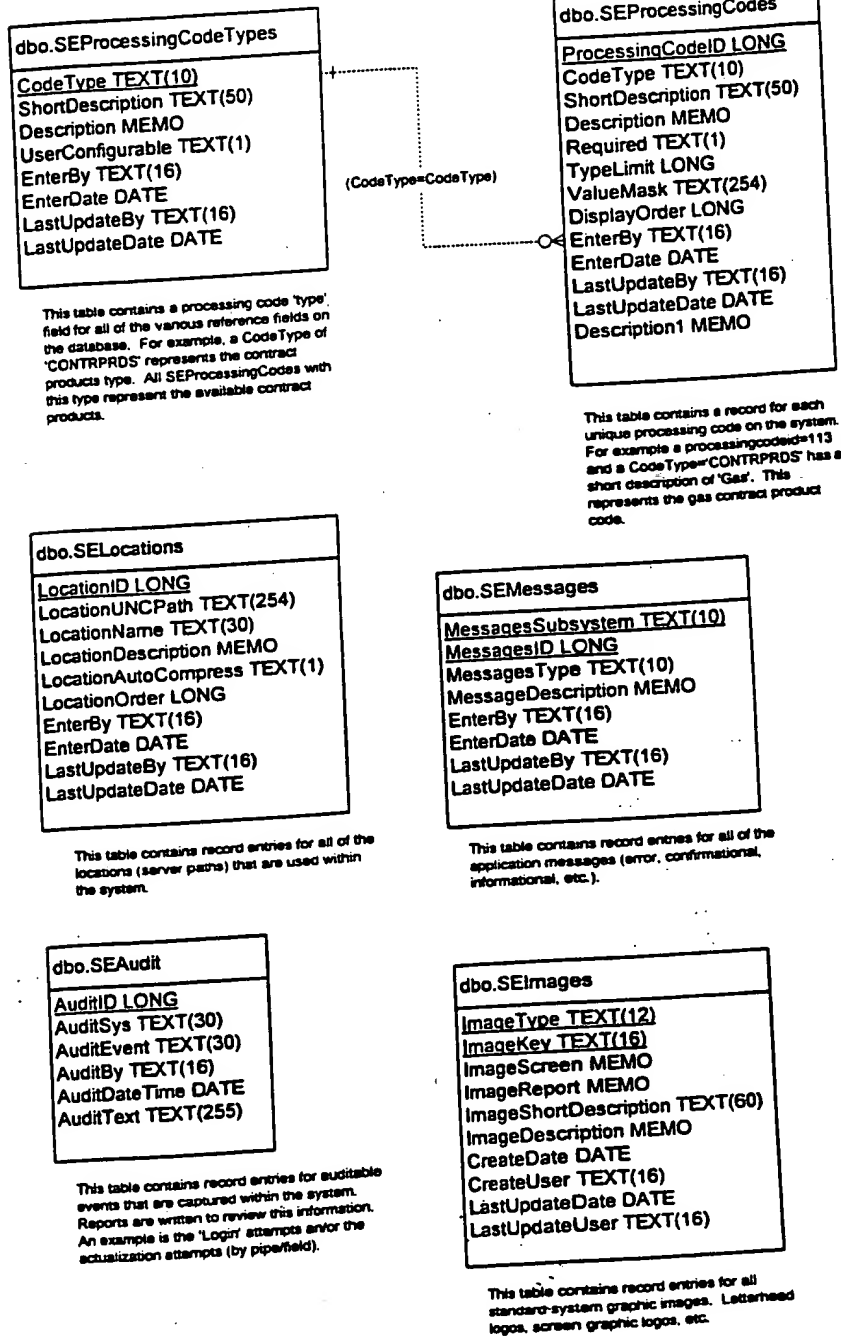 dbo.SEProcessingCodeTypes
CodeType TEXT(10)
ShortDescription TEXT(50)
Description MEMO
UserConfigurable TEXT(1)
EnterBy TEXT(16)
EnterDate DATE
LastUpdateBy TEXT(16)
LastUpdateDate DATE
This table contains a processing code 'type'
field for all of the various reference fields on
the database. For example, a CodeType of
'CONTRPRDS' represents the contract
products type. All SEProcessingCodes with
this type represent the available contract
products.
(CodeType=CodeType)
dbo.SEProcessingCodes
ProcessingCodeID LONG
CodeType TEXT(10)
ShortDescription TEXT(50)
Description MEMO
Required TEXT(1)
TypeLimit LONG
ValueMask TEXT(254)
DisplayOrder LONG
EnterBy TEXT(16)
EnterDate DATE
LastUpdateBy TEXT(16)
LastUpdateDate DATE
Description1 MEMO
This table contains a record for each
unique processing code on the system.
For example a processingcodeid=113
and a CodeType='CONTRPRDS' has a
short description of 'Gas'. This
represents the gas contract product
code.
dbo.SELocations
LocationID LONG
LocationUNCPath TEXT(254)
LocationName TEXT(30)
LocationDescription MEMO
LocationAutoCompress TEXT(1)
LocationOrder LONG
EnterBy TEXT(16)
EnterDate DATE
LastUpdateBy TEXT(16)
LastUpdateDate DATE
This table contains record entries for all of the
locations (server paths) that are used within
the system.
dbo.SEMessages
MessagesSubsystem TEXT(10)
MessagesID LONG
MessagesType TEXT(10)
MessageDescription MEMO
EnterBy TEXT(16)
EnterDate DATE
LastUpdateBy TEXT(16)
LastUpdateDate DATE
This table contains record entries for all of the
application messages (error, confirmational,
informational, etc.).
dbo.SEAudit
AuditID LONG
AuditSys TEXT(30)
AuditEvent TEXT(30)
AuditBy TEXT(16)
AuditDateTime DATE
AuditText TEXT(255)
This table contains record entries for auditable
events that are captured within the system.
Reports are written to review this information.
An example is the 'Login' attempts an/or the
actualization attempts (by pipe/field).
dbo.SEImages
ImageType TEXT(12)
ImageKey TEXT(16)
ImageScreen MEMO
ImageReport MEMO
ImageShortDescription TEXT(60)
ImageDescription MEMO
CreateDate DATE
CreateUser TEXT(16)
LastUpdateDate DATE
LastUpdateUser TEXT(16)
This table contains record entries for all
standard-system graphic images. Letterhead
logos, screen graphic logos, etc.